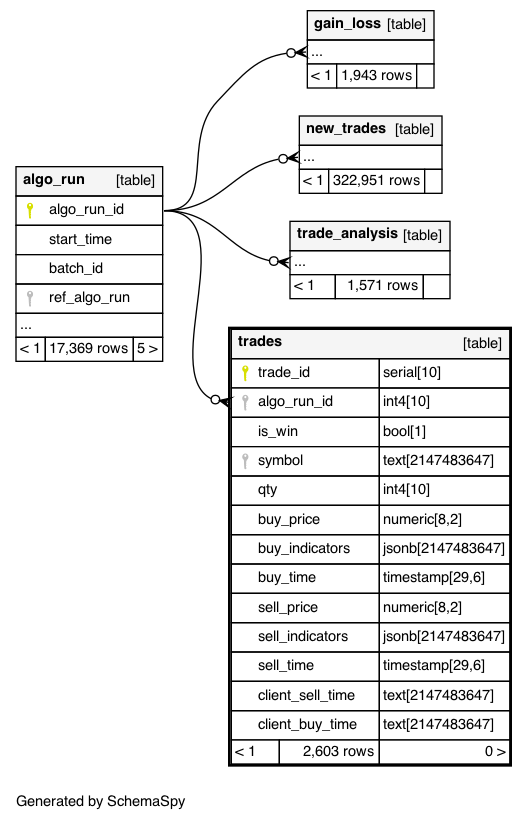 gain_loss [table]
...
< 1 1,943 rows
new_trades [table]
...
< 1 322,951 rows
algo_run [table]
algo_run_id
start_time
batch_id
ref_algo_run
...
< 1 17,369 rows 5 >
trade_analysis [table]
...
< 1 1,571 rows
trades [table]
trade_id serial[10]
algo_run_id int4[10]
is_win bool[1]
symbol text[2147483647]
qty int4[10]
buy_price numeric[8,2]
buy_indicators jsonb[2147483647]
buy_time timestamp[29,6]
sell_price numeric[8,2]
sell_indicators jsonb[2147483647]
sell_time timestamp[29,6]
client_sell_time text[2147483647]
client_buy_time text[2147483647]
< 1 2,603 rows 0 >
Generated by SchemaSpy